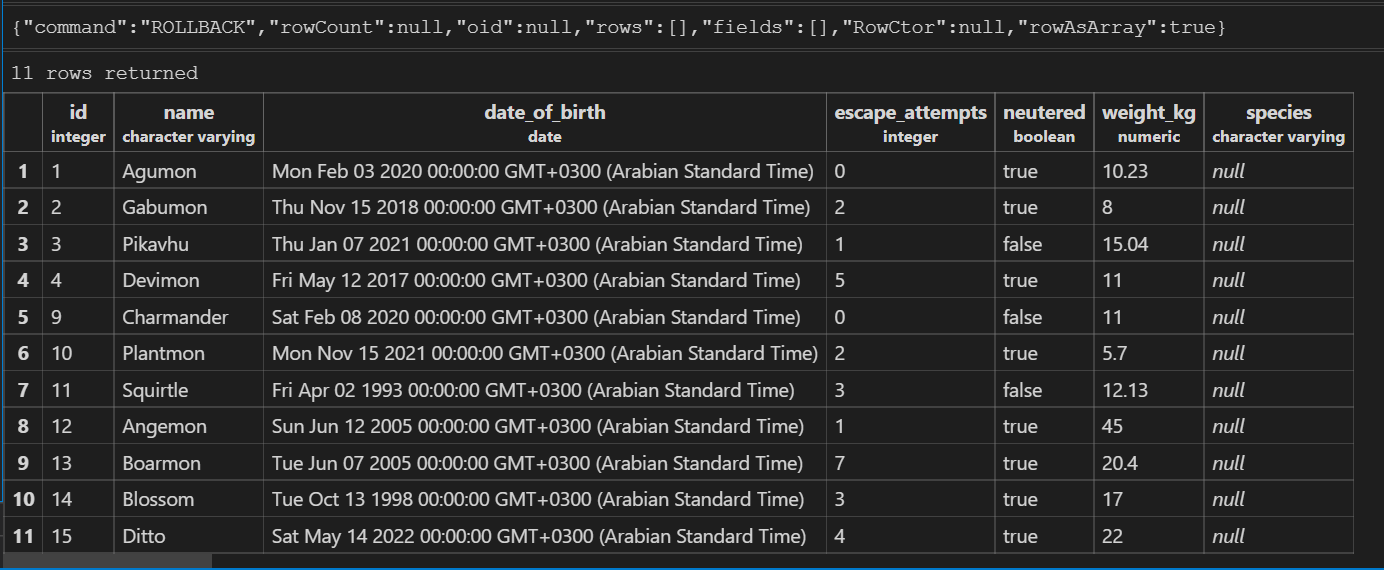 {"command":"ROLLBACK","rowCount":null,"oid":null,"rows":[],"fields":[],"RowCtor":null,"rowAsArray":true}
11 rows returned
id name date_of_birth escape_attempts neutered weight_kg species
integer character varying date integer boolean numeric character varying
1 1 Agumon Mon Feb 03 2020 00:00:00 GMT+0300 (Arabian Standard Time) 0 true 10.23 null
2 2 Gabumon Thu Nov 15 2018 00:00:00 GMT+0300 (Arabian Standard Time) 2 true 8 null
3 3 Pikavhu Thu Jan 07 2021 00:00:00 GMT+0300 (Arabian Standard Time) 1 false 15.04 null
4 4 Devimon Fri May 12 2017 00:00:00 GMT+0300 (Arabian Standard Time) 5 true 11 null
5 9 Charmander Sat Feb 08 2020 00:00:00 GMT+0300 (Arabian Standard Time) 0 false 11 null
6 10 Plantmon Mon Nov 15 2021 00:00:00 GMT+0300 (Arabian Standard Time) 2 true 5.7 null
7 11 Squirtle Fri Apr 02 1993 00:00:00 GMT+0300 (Arabian Standard Time) 3 false 12.13 null
8 12 Angemon Sun Jun 12 2005 00:00:00 GMT+0300 (Arabian Standard Time) 1 true 45 null
9 13 Boarmon Tue Jun 07 2005 00:00:00 GMT+0300 (Arabian Standard Time) 7 true 20.4 null
10 14 Blossom Tue Oct 13 1998 00:00:00 GMT+0300 (Arabian Standard Time) 3 true 17 null
11 15 Ditto Sat May 14 2022 00:00:00 GMT+0300 (Arabian Standard Time) 4 true 22 null